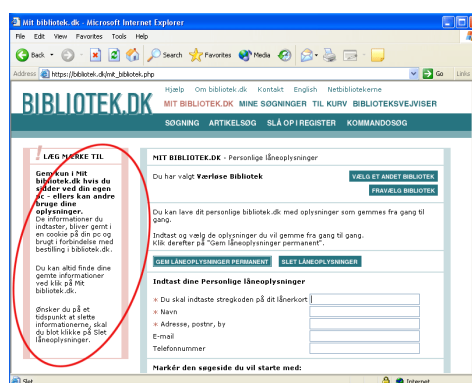 Mit bibliotek.dk - Microsoft Internet Explorer
File Edit View Favorites Tools Help
Back Search Favorites Media
Address https://bibliotek.dk/mit_bibliotek.php Go Links
BIBLIOTEK.DK
Hjælp Om bibliotek.dk Kontakt English Netbibliotekerne
MIT BIBLIOTEK.DK MINE SØGNINGER TIL KURV BIBLIOTEKSVEJVISER
SØGNING ARTIKELSØG SLÅ OP I REGISTER KOMMANDOSØG
! LÆG MÆRKE TIL
Gem kun i Mit
bibliotek.dk hvis du
sidder ved din egen
pc - ellers kan andre
bruge dine
oplysninger.
De informationer du
indtaster, bliver gemt i
en cookie på din pc og
brugt i forbindelse med
bestilling i bibliotek.dk.
Du kan altid finde dine
gemte informationer
ved klik på Mit
bibliotek.dk.
Ønsker du på et
tidspunkt at slette
informationerne, skal
du blot klikke på Slet
låneoplysninger.
MIT BIBLIOTEK.DK - Personlige låneoplysninger
Du har valgt Værløse Bibliotek
VÆLG ET ANDET BIBLIOTEK
FRAVÆLG BIBLIOTEK
Du kan lave dit personlige bibliotek.dk med oplysninger som gemmes fra gang til
gang.
Indtast og vælg de oplysninger du vil gemme fra gang til gang.
Klik derefter på "Gem låneoplysninger permanent".
GEM LÅNEOPLYSNINGER PERMANENT SLET LÅNEOPLYSNINGER
Indtast dine Personlige låneoplysninger
* Du skal indtaste stregkoden på dit lånerkort
* Navn
* Adresse, postnr, by
E-mail
Telefonnummer
Markér den søgeside du vil starte med:
Slet Internet